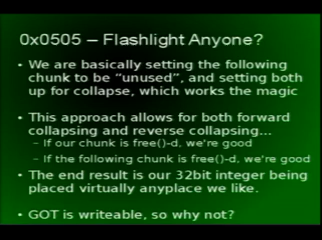 0x0505 – Flashlight Anyone?
• We are basically setting the following
chunk to be “unused”, and setting both
up for collapse, which works the magic
• This approach allows for both forward
collapsing and reverse collapsing...
– If our chunk is free()-d, we're good
– If the following chunk is free()-d, we're good
• The end result is our 32bit integer being
placed virtually anyplace we like.
• GOT is writeable, so why not?